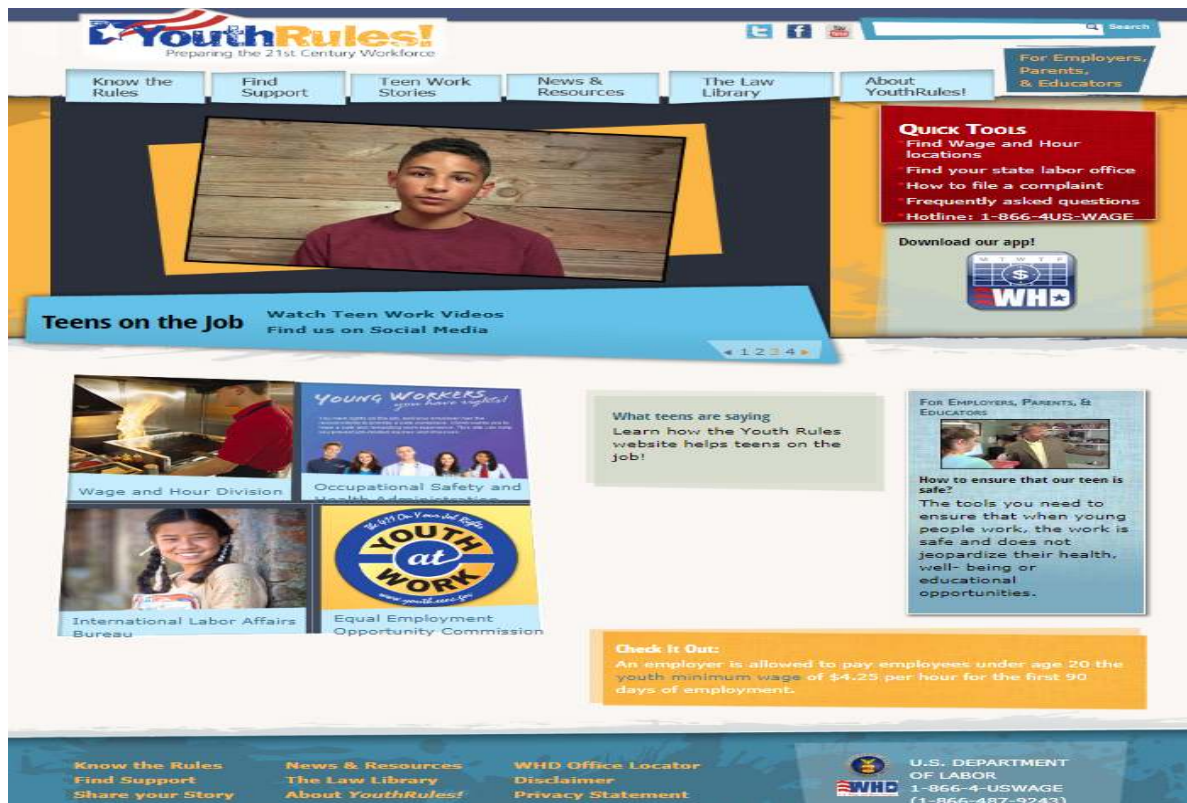 YouthRules!
Preparing the 21st Century Workforce
Search
Know the
Rules
Find
Support
Teen Work
Stories
News &
Resources
The Law
Library
About
YouthRules!
For Employers,
Parents,
& Educators
QUICK TOOLS
Find Wage and Hour
locations
Find your state labor office
How to file a complaint
Frequently asked questions
Hotline: 1-866-4US-WAGE
Download our app!
M T W T F
$
WHD
Teens on the Job
Watch Teen Work Videos
Find us on Social Media
1 2 3 4
YOUNG WORKERS
you have rights!
Wage and Hour Division
Occupational Safety and
Health Administration
YOUTH
at
WORK
International Labor Affairs
Bureau
Equal Employment
Opportunity Commission
What teens are saying
Learn how the Youth Rules
website helps teens on the
job!
FOR EMPLOYERS, PARENTS, &
EDUCATORS
How to ensure that our teen is
safe?
The tools you need to
ensure that when young
people work, the work is
safe and does not
jeopardize their health,
well- being or
educational
opportunities.
Check It Out:
An employer is allowed to pay employees under age 20 the
youth minimum wage of $4.25 per hour for the first 90
days of employment.
Know the Rules
Find Support
Share your Story
News & Resources
The Law Library
About YouthRules!
WHD Office Locator
Disclaimer
Privacy Statement
WHD
U.S. DEPARTMENT
OF LABOR
1-866-4-USWAGE
(1-866-487-9243)